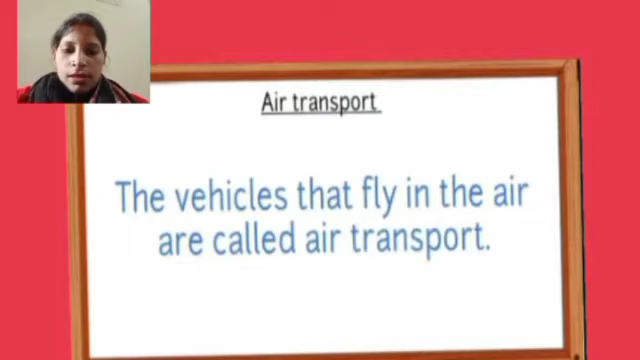 Air transport
The vehicles that fly in the air
are called air transport.